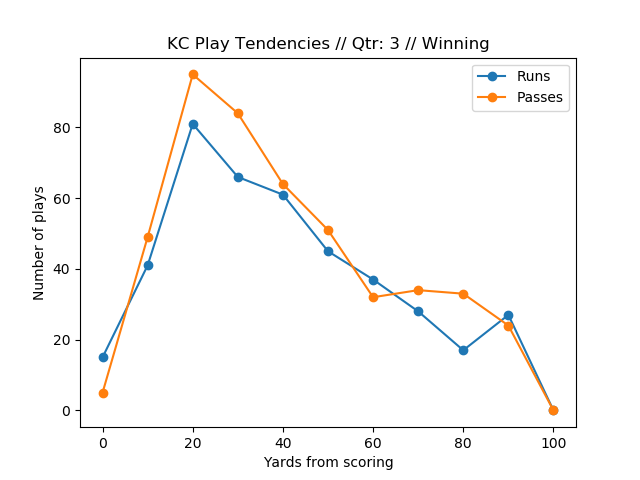 KC Play Tendencies // Qtr: 3 // Winning
Runs
Passes
Number of plays
80
60
40
20
0
0 20 40 60 80 100
Yards from scoring